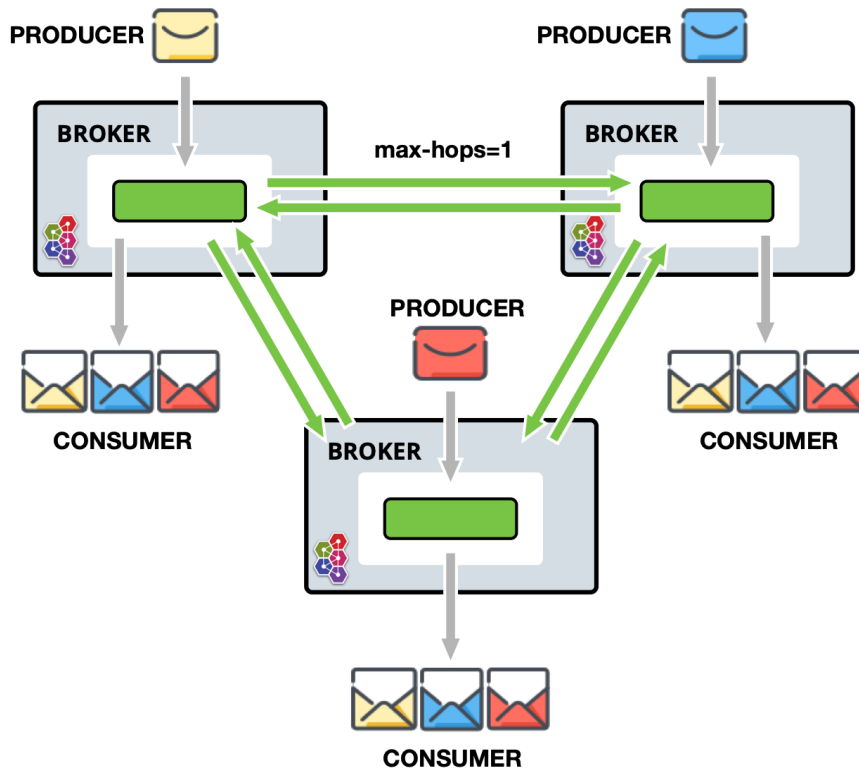 PRODUCER
PRODUCER
BROKER
max-hops=1
BROKER
PRODUCER
CONSUMER
CONSUMER
BROKER
CONSUMER